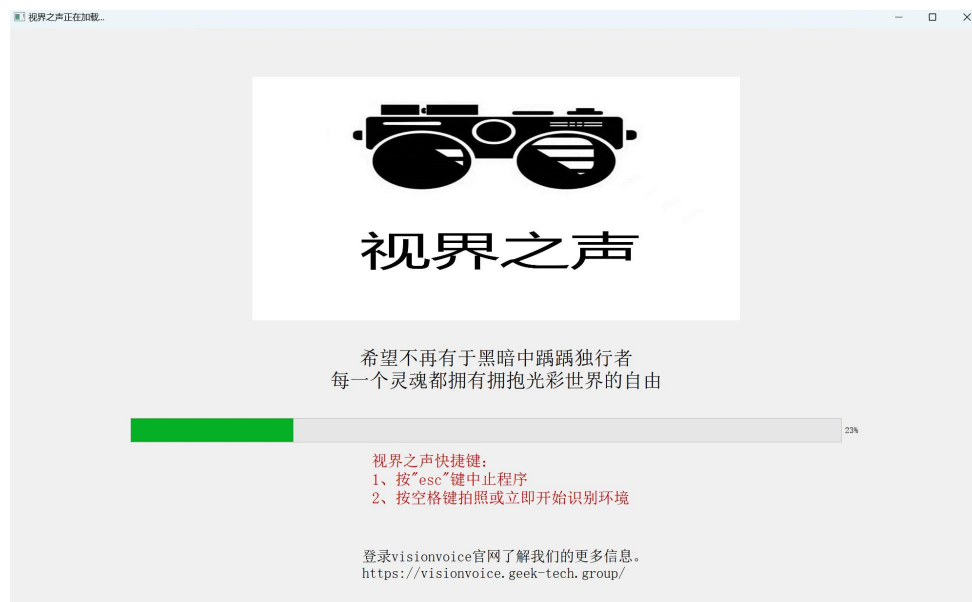 视界之声正在加载...
视界之声
希望不再有于黑暗中踽踽独行者
每一个灵魂都拥有拥抱光彩世界的自由
23%
视界之声快捷键:
1、按"esc"键中止程序
2、按空格键拍照或立即开始识别环境
登录visionvoice官网了解我们的更多信息。
https://visionvoice.geek-tech.group/